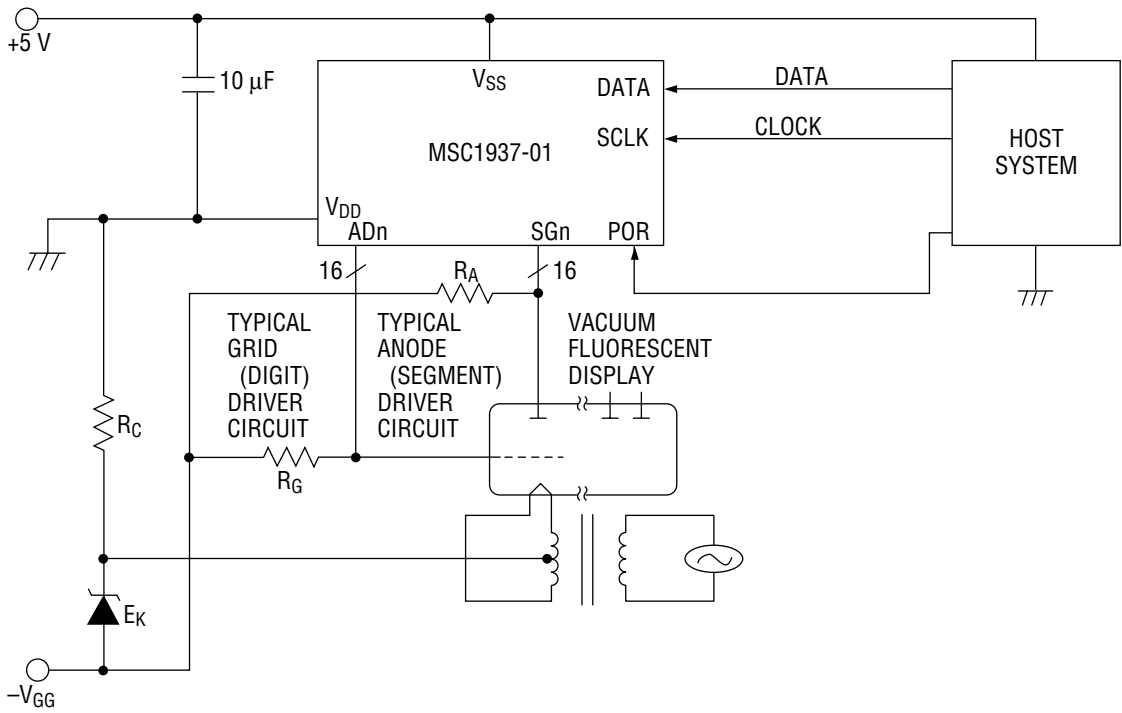 +5 V
10 µF
VSS
DATA
DATA
SCLK
CLOCK
MSC1937-01
HOST
SYSTEM
VDD
ADn
SGn
POR
16
16
RA
TYPICAL
GRID
(DIGIT)
DRIVER
CIRCUIT
TYPICAL
ANODE
(SEGMENT)
DRIVER
CIRCUIT
VACUUM
FLUORESCENT
DISPLAY
RC
RG
EK
–VGG